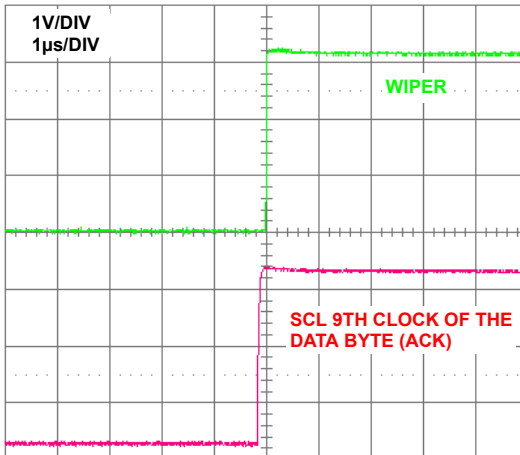 1V/DIV
1µs/DIV
WIPER
SCL 9TH CLOCK OF THE
DATA BYTE (ACK)